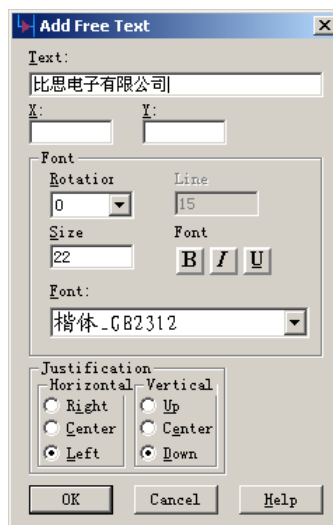 Add Free Text
Text:
比思电子有限公司
X: Y:
Font
Rotatior Line
0 15
Size Font
22 B I U
Font:
楷体_GB2312
Justification
Horizontal Vertical
Right Up
Center Center
Left Down
OK Cancel Help